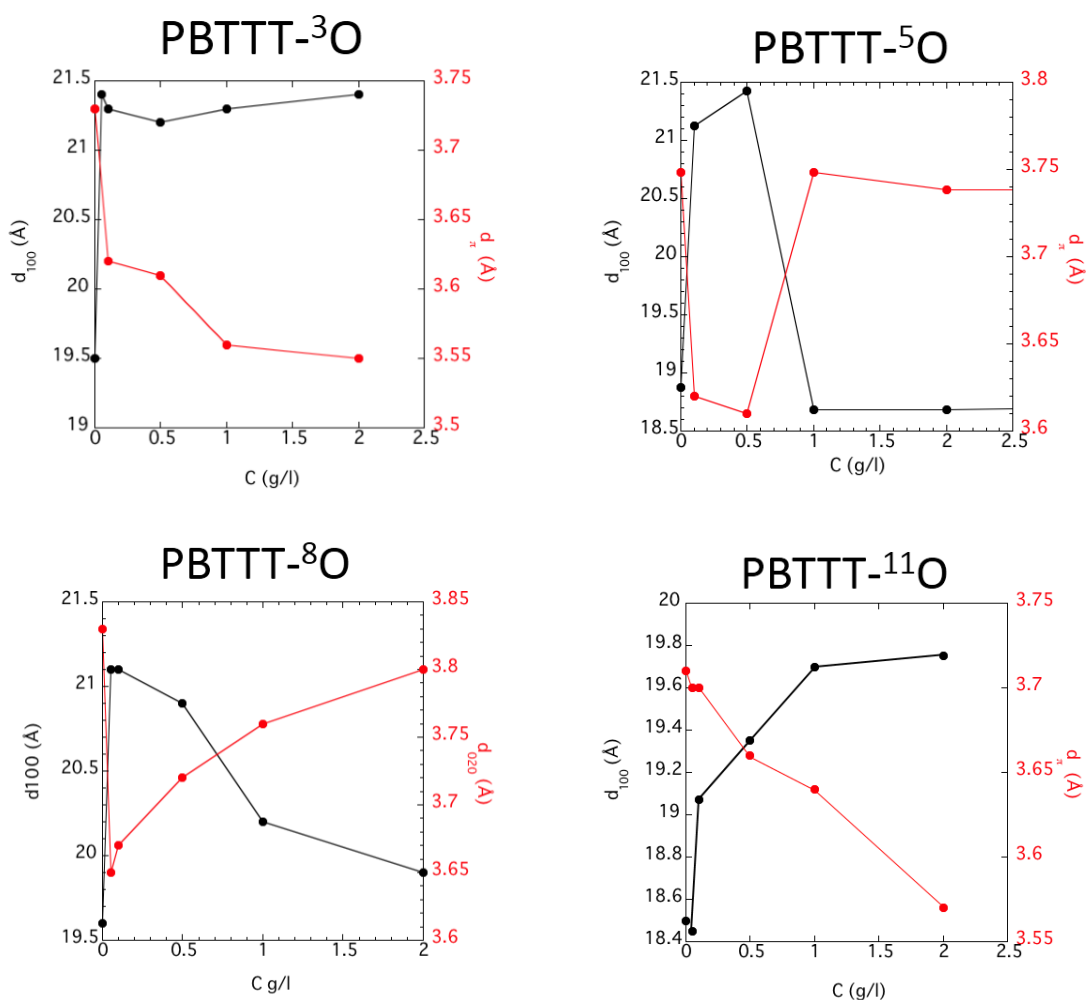 PBTTT-³O
21.5
21
20.5
20
19.5
19
d₁₀₀ (Å)
3.75
3.7
3.65
3.6
3.55
3.5
d π (Å)
0 0.5 1 1.5 2 2.5
C (g/l)
PBTTT-⁵O
21.5
21
20.5
20
19.5
19
18.5
d₁₀₀ (Å)
3.8
3.75
3.7
3.65
3.6
d π (Å)
0 0.5 1 1.5 2 2.5
C (g/l)
PBTTT-⁸O
21.5
21
20.5
20
19.5
d100 (Å)
3.85
3.8
3.75
3.7
3.65
3.6
d₀₂₀ (Å)
0 0.5 1 1.5 2
C g/l
PBTTT-¹¹O
20
19.8
19.6
19.4
19.2
19
18.8
18.6
18.4
d₁₀₀ (Å)
3.75
3.7
3.65
3.6
3.55
d π (Å)
0 0.5 1 1.5 2 2.5
C (g/l)